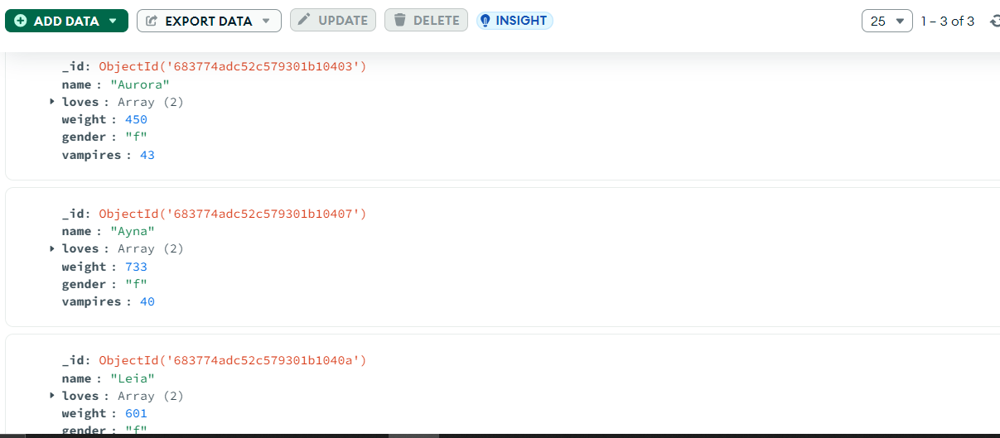 ADD DATA EXPORT DATA UPDATE DELETE INSIGHT 25 1 – 3 of 3
_id: ObjectId('683774adc52c579301b10403')
name : "Aurora"
loves : Array (2)
weight : 450
gender : "f"
vampires : 43
_id: ObjectId('683774adc52c579301b10407')
name : "Ayna"
loves : Array (2)
weight : 733
gender : "f"
vampires : 40
_id: ObjectId('683774adc52c579301b1040a')
name : "Leia"
loves : Array (2)
weight : 601
gender : "f"